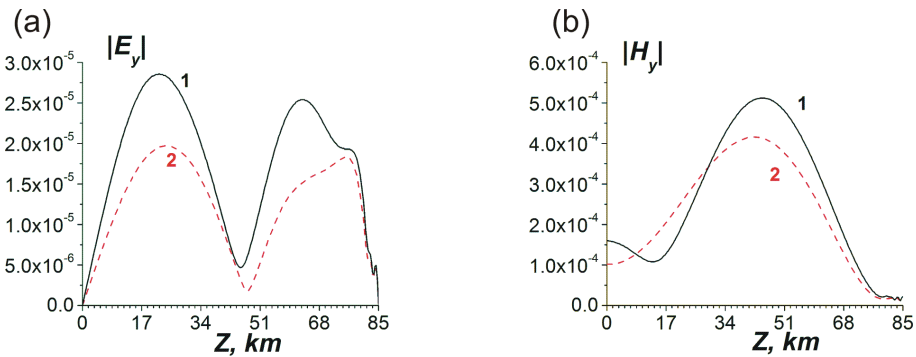 (a)
|E_y|
3.0x10^-5
2.5x10^-5
2.0x10^-5
1.5x10^-5
1.0x10^-5
5.0x10^-6
0.0
1
2
0 17 34 51 68 85
Z, km
(b)
|H_y|
6.0x10^-4
5.0x10^-4
4.0x10^-4
3.0x10^-4
2.0x10^-4
1.0x10^-4
0.0
1
2
0 17 34 51 68 85
Z, km